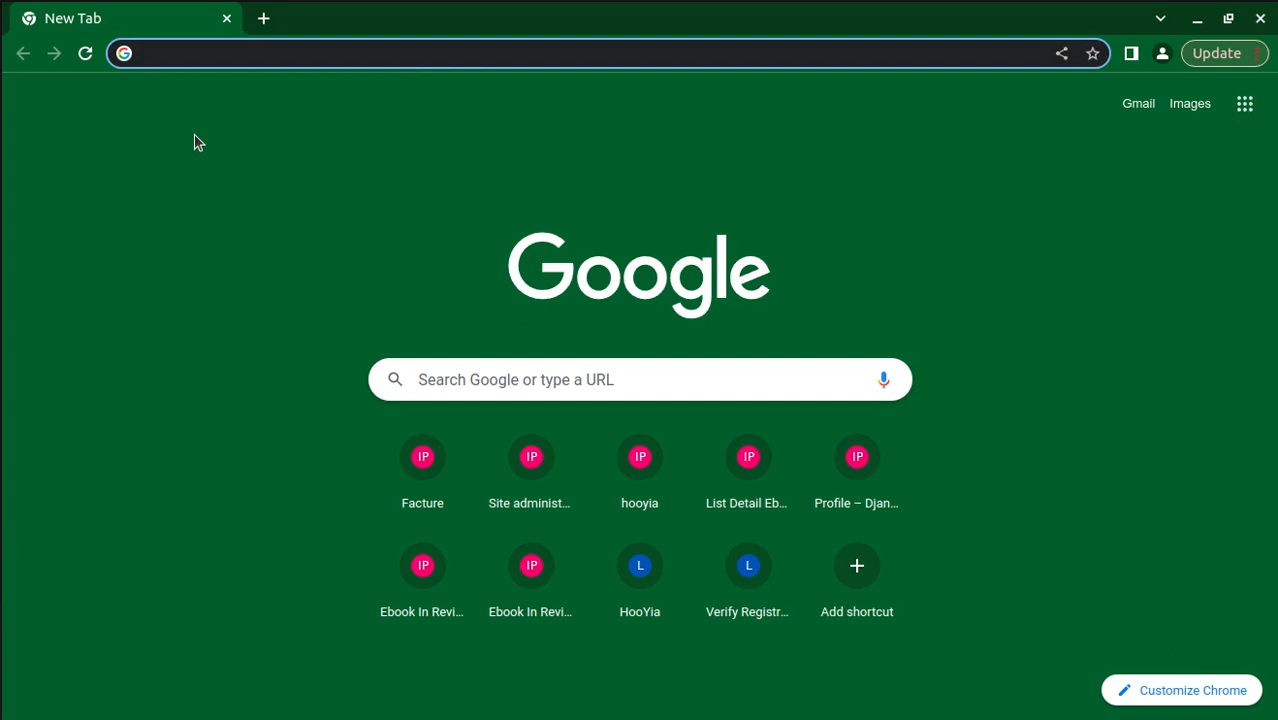 New Tab
Update
Gmail Images
Google
Search Google or type a URL
IP IP IP IP IP
Facture Site administ... hooyia List Detail Eb... Profile – Djan...
IP IP L L
Ebook In Revi... Ebook In Revi... HooYia Verify Registr... Add shortcut
Customize Chrome